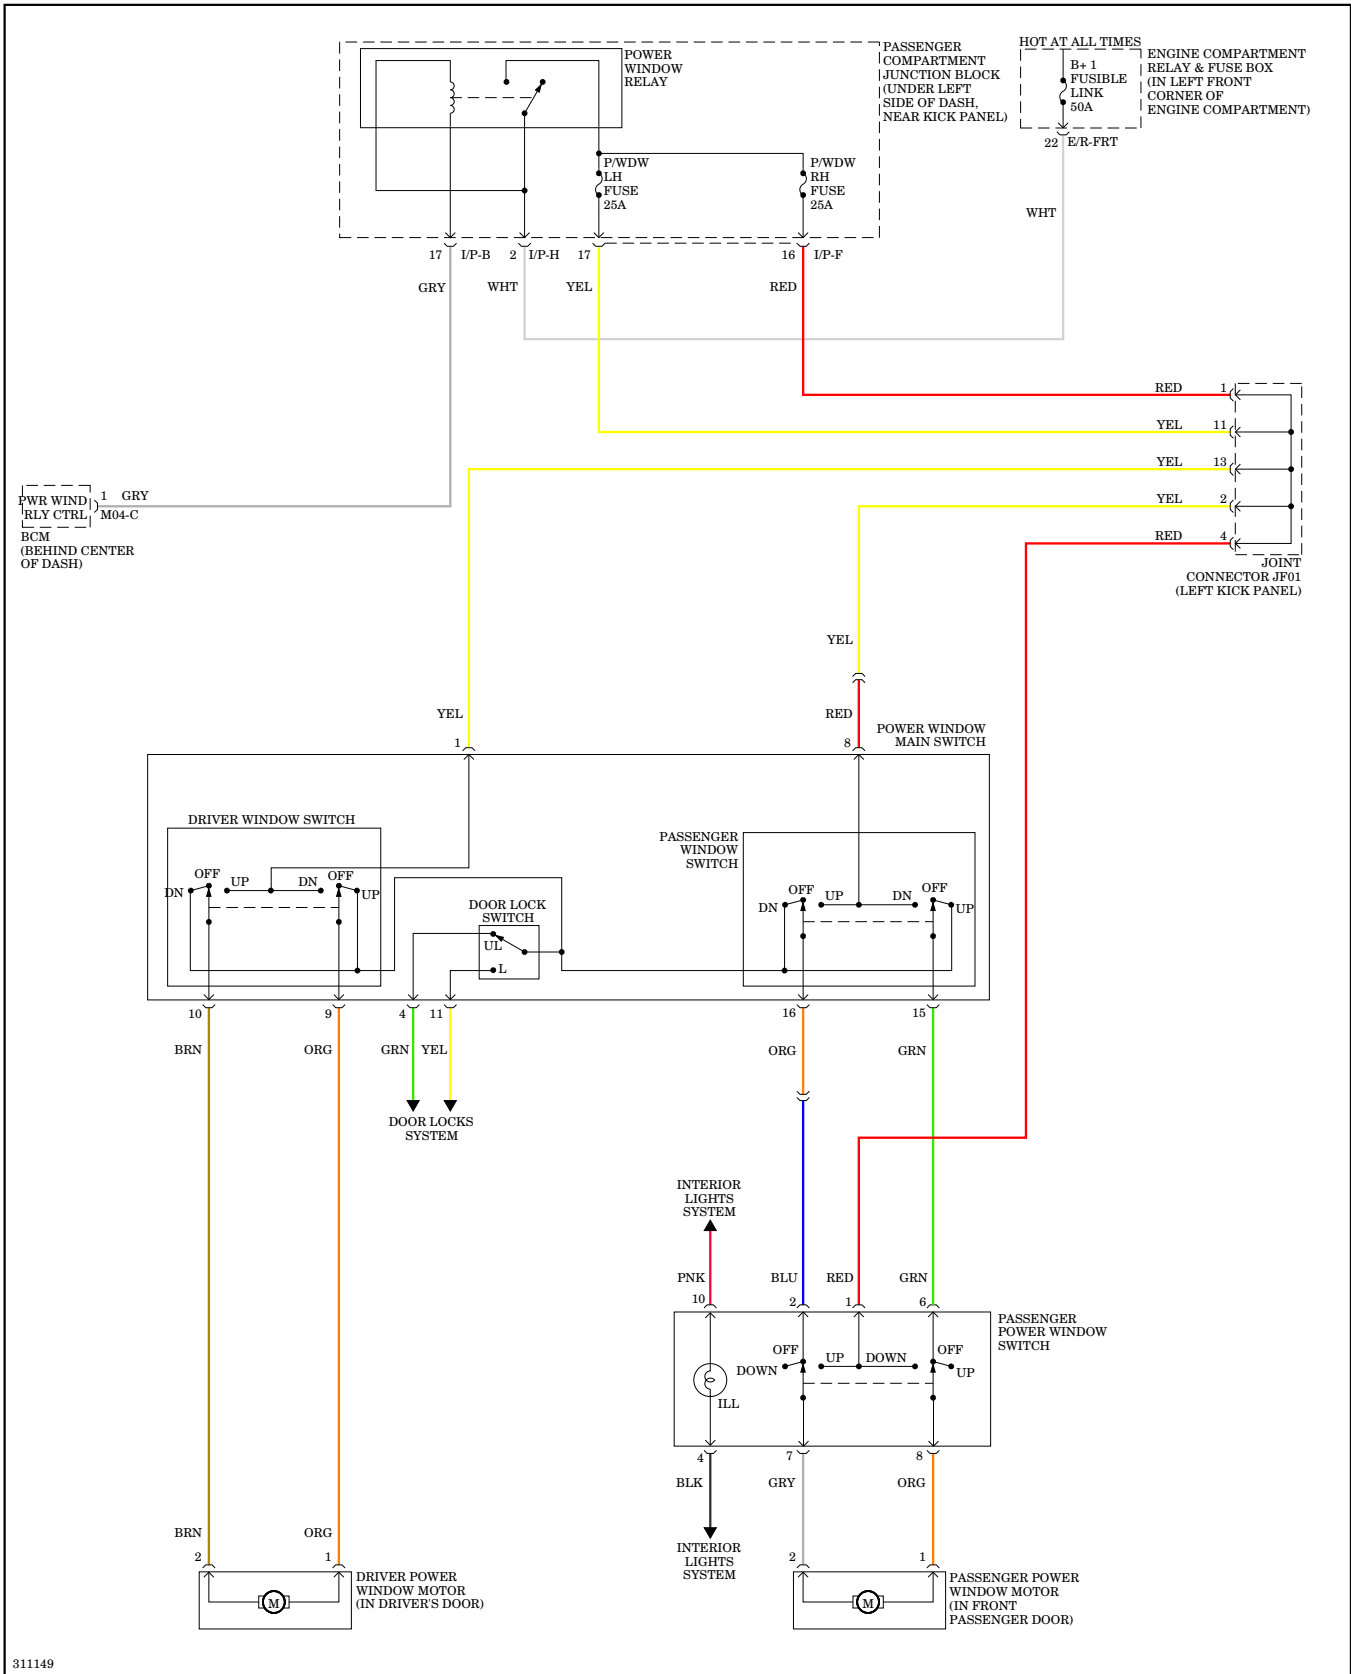 HOT AT ALL TIMES
POWER
WINDOW
RELAY
PASSENGER
COMPARTMENT
JUNCTION BLOCK
(UNDER LEFT
SIDE OF DASH,
NEAR KICK PANEL)
B+ 1
FUSIBLE
LINK
50A
ENGINE COMPARTMENT
RELAY & FUSE BOX
(IN LEFT FRONT
CORNER OF
ENGINE COMPARTMENT)
22 E/R-FRT
P/WDW
LH
FUSE
25A
P/WDW
RH
FUSE
25A
WHT
17 I/P-B 2 I/P-H 17 16 I/P-F
GRY WHT YEL RED
RED 1
YEL 11
YEL 13
YEL 2
RED 4
JOINT
CONNECTOR JF01
(LEFT KICK PANEL)
PWR WIND
RLY CTRL
1 GRY
M04-C
BCM
(BEHIND CENTER
OF DASH)
YEL
YEL RED
1 8
POWER WINDOW
MAIN SWITCH
DRIVER WINDOW SWITCH
PASSENGER
WINDOW
SWITCH
DN OFF UP DN OFF UP
DOOR LOCK
SWITCH
UL
L
DN OFF UP DN OFF UP
10 9 4 11 16 15
BRN ORG GRN YEL ORG GRN
DOOR LOCKS
SYSTEM
INTERIOR
LIGHTS
SYSTEM
PNK BLU RED GRN
10 2 1 6
PASSENGER
POWER WINDOW
SWITCH
OFF OFF
DOWN UP DOWN UP
ILL
4 7 8
BLK GRY ORG
INTERIOR
LIGHTS
SYSTEM
BRN ORG
2 1 2 1
M
DRIVER POWER
WINDOW MOTOR
(IN DRIVER'S DOOR)
M
PASSENGER POWER
WINDOW MOTOR
(IN FRONT
PASSENGER DOOR)
311149